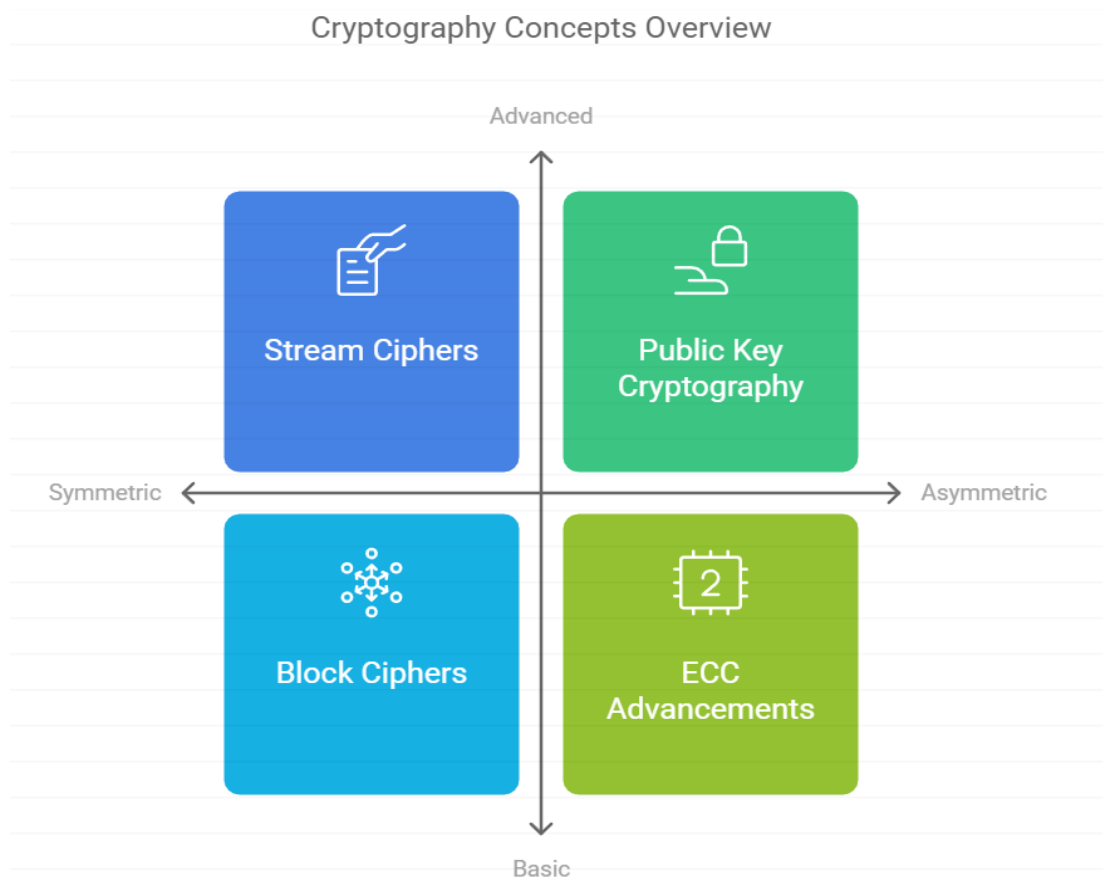 Cryptography Concepts Overview
Advanced
Stream Ciphers
Public Key
Cryptography
Symmetric
Asymmetric
Block Ciphers
2
ECC
Advancements
Basic